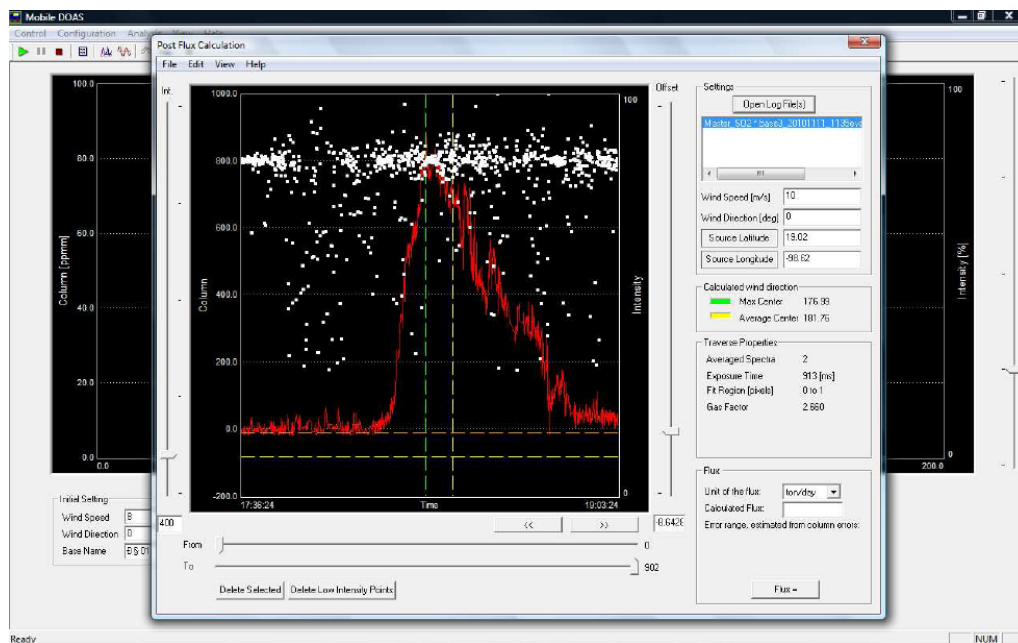 Mobile DOAS
Control Configuration Analysis View Help
Post Flux Calculation
File Edit View Help
Int.
Offset
1000.0
800.0
600.0
400.0
200.0
0.0
-200.0
Column
100
Intensity
0
17:36:24 Time 19:03:24
400
-8.6428
<< >>
From 0
To 902
Delete Selected Delete Low Intensity Points
Settings
Open Log File(s)
Wind Speed [m/s] 10
Wind Direction [deg] 0
Source Latitude 19.02
Source Longitude -98.62
Calculated wind direction
Max Center 176.99
Average Center 181.76
Traverse Properties
Averaged Spectra 2
Exposure Time 913 [ms]
Fit Region [pixels] 0 to 1
Gas Factor 2.660
Flux
Unit of the flux: ton/day
Calculated Flux:
Error range, estimated from column errors:
Flux =
100.0
80.0
60.0
40.0
20.0
0.0
Column [ppmm]
0.0
100
Intensity [%]
0
200.0
Initial Setting
Wind Speed 8
Wind Direction 0
Base Name
Ready
NUM